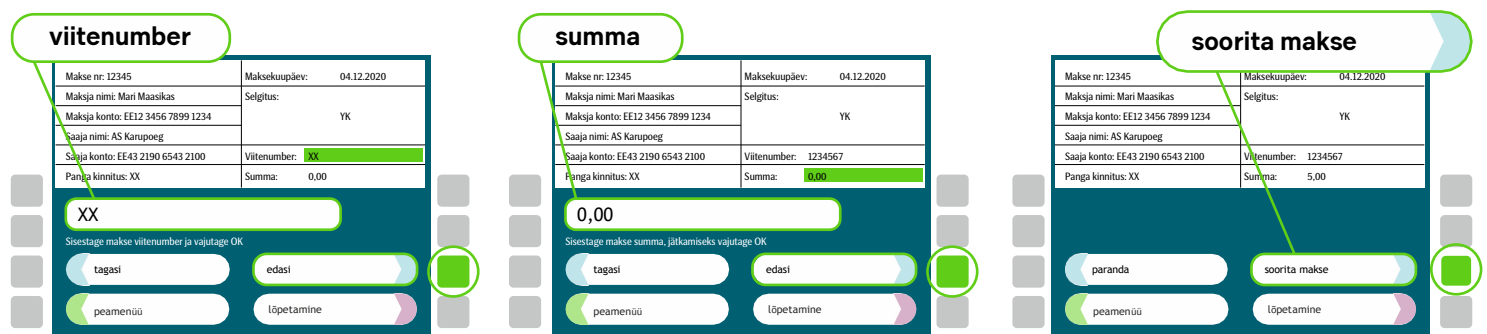 viitenumber
Makse nr: 12345 Maksekuupäev: 04.12.2020
Maksja nimi: Mari Maasikas Selgitus:
Maksja konto: EE12 3456 7899 1234 YK
Saaja nimi: AS Karupoeg
Saaja konto: EE43 2190 6543 2100 Viitenumber: XX
Panga kinnitus: XX Summa: 0,00
XX
Sisestage makse viitenumber ja vajutage OK
tagasi edasi
peamenüü lõpetamine
summa
Makse nr: 12345 Maksekuupäev: 04.12.2020
Maksja nimi: Mari Maasikas Selgitus:
Maksja konto: EE12 3456 7899 1234 YK
Saaja nimi: AS Karupoeg
Saaja konto: EE43 2190 6543 2100 Viitenumber: 1234567
Panga kinnitus: XX Summa: 0,00
0,00
Sisestage makse summa, jätkamiseks vajutage OK
tagasi edasi
peamenüü lõpetamine
soorita makse
Makse nr: 12345 Maksekuupäev: 04.12.2020
Maksja nimi: Mari Maasikas Selgitus:
Maksja konto: EE12 3456 7899 1234 YK
Saaja nimi: AS Karupoeg
Saaja konto: EE43 2190 6543 2100 Viitenumber: 1234567
Panga kinnitus: XX Summa: 5,00
paranda soorita makse
peamenüü lõpetamine